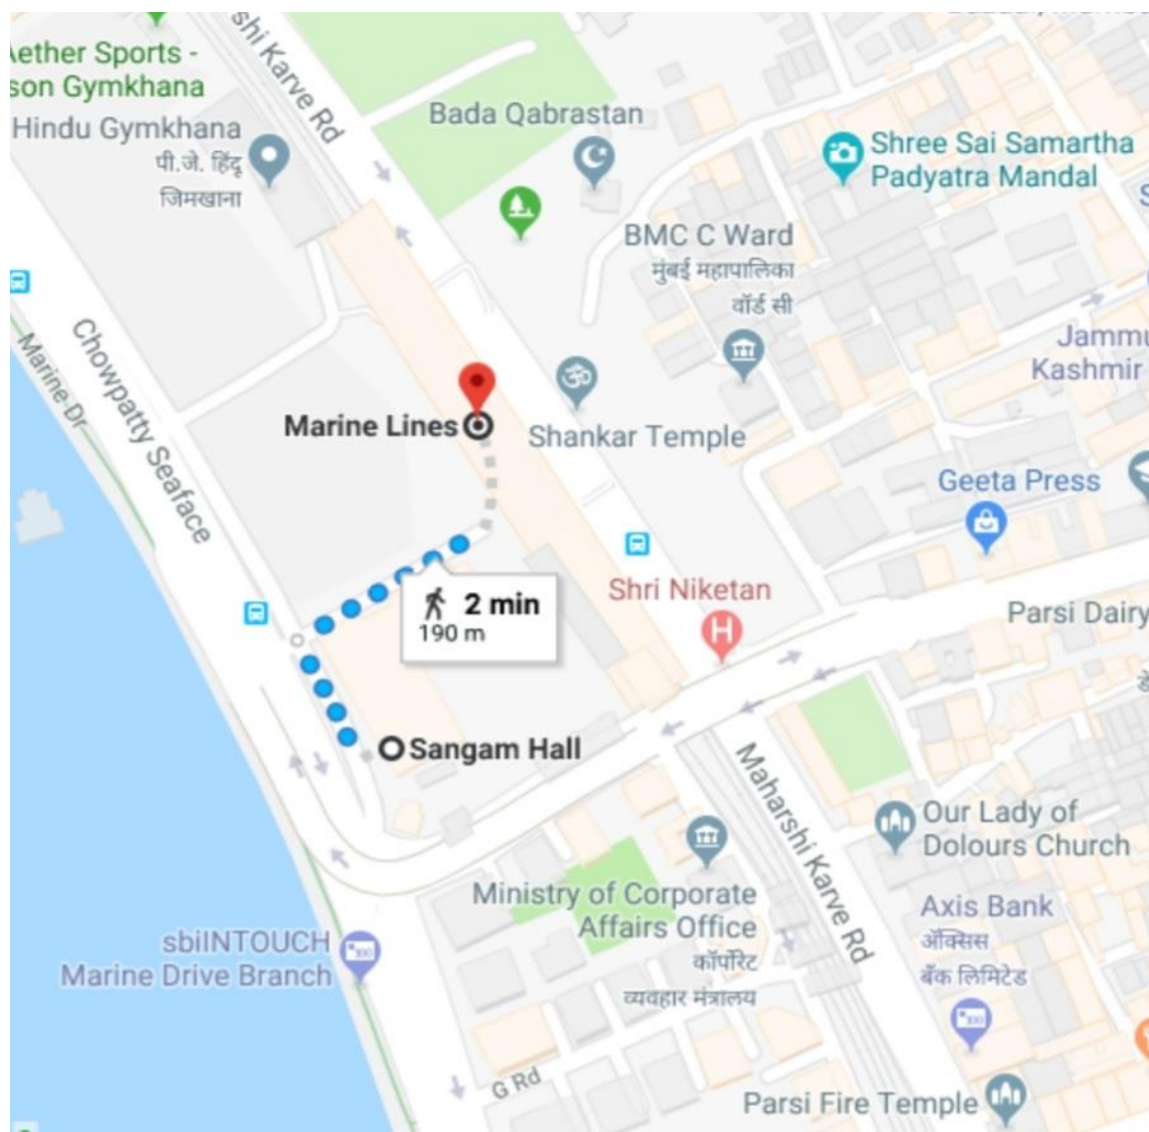 shi Karve Rd
Aether Sports -
son Gymkhana
Hindu Gymkhana
पी.जे. हिंदू
जिमखाना
Bada Qabrastan
Shree Sai Samartha
Padyatra Mandal
BMC C Ward
मुंबई महापालिका
वॉर्ड सी
Marine Dr
Chowpatty Seaface
Jammu
Kashmir
Marine Lines
Shankar Temple
Geeta Press
2 min
190 m
Shri Niketan
H
Parsi Dairy
Sangam Hall
Maharshi Karve Rd
Our Lady of
Dolours Church
Ministry of Corporate
Affairs Office
कॉर्पोरेट
व्यवहार मंत्रालय
Axis Bank
ॲक्सिस
बँक लिमिटेड
sbiINTOUCH
Marine Drive Branch
G Rd
Parsi Fire Temple